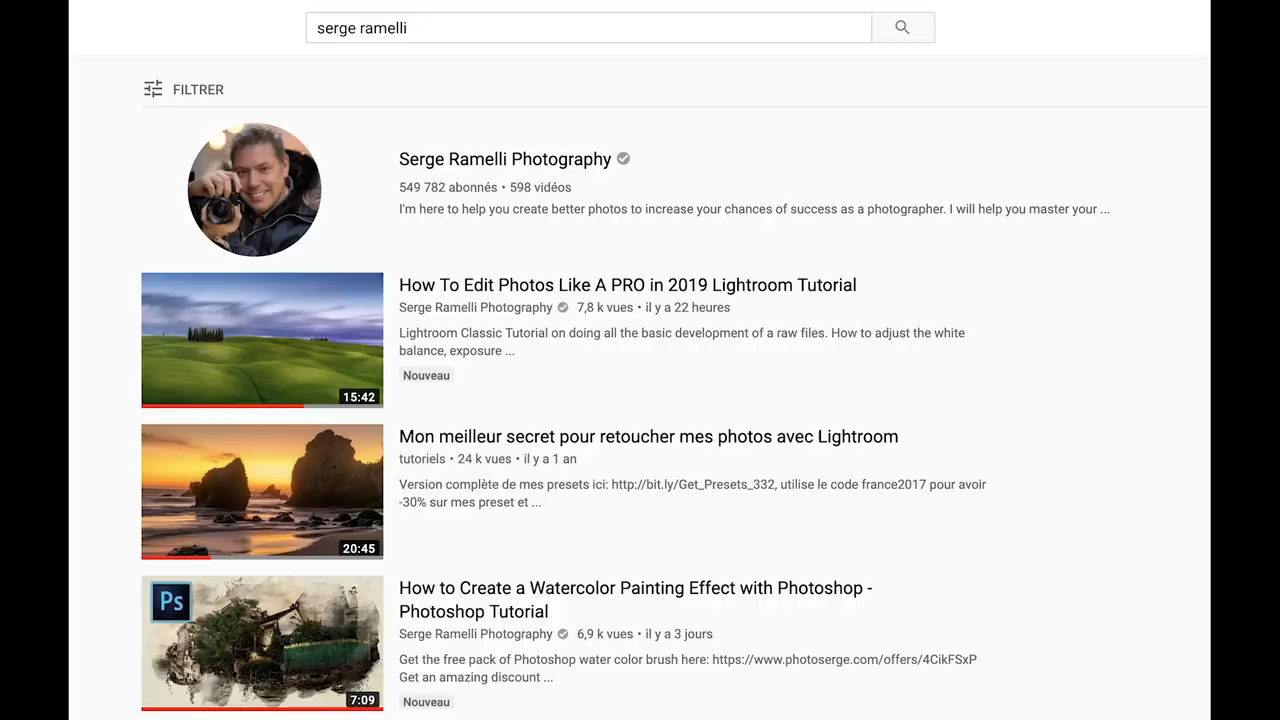 serge ramelli
FILTRER
Serge Ramelli Photography
549 782 abonnés • 598 vidéos
I'm here to help you create better photos to increase your chances of success as a photographer. I will help you master your ...
How To Edit Photos Like A PRO in 2019 Lightroom Tutorial
Serge Ramelli Photography 7,8 k vues • il y a 22 heures
Lightroom Classic Tutorial on doing all the basic development of a raw files. How to adjust the white
balance, exposure ...
Nouveau
15:42
Mon meilleur secret pour retoucher mes photos avec Lightroom
tutoriels • 24 k vues • il y a 1 an
Version complète de mes presets ici: http://bit.ly/Get_Presets_332, utilise le code france2017 pour avoir
-30% sur mes preset et ...
20:45
Ps
How to Create a Watercolor Painting Effect with Photoshop -
Photoshop Tutorial
Serge Ramelli Photography 6,9 k vues • il y a 3 jours
Get the free pack of Photoshop water color brush here: https://www.photoserge.com/offers/4CikFSxP
Get an amazing discount ...
Nouveau
7:09